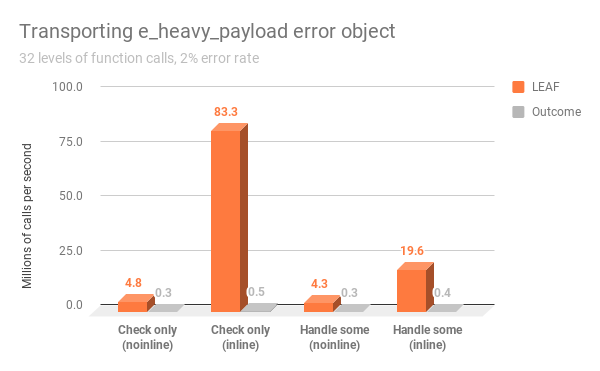 Transporting e_heavy_payload error object
32 levels of function calls, 2% error rate
LEAF
Outcome
Millions of calls per second
100.0
75.0
50.0
25.0
0.0
4.8
0.3
83.3
0.5
4.3
0.3
19.6
0.4
Check only
(noinline)
Check only
(inline)
Handle some
(noinline)
Handle some
(inline)